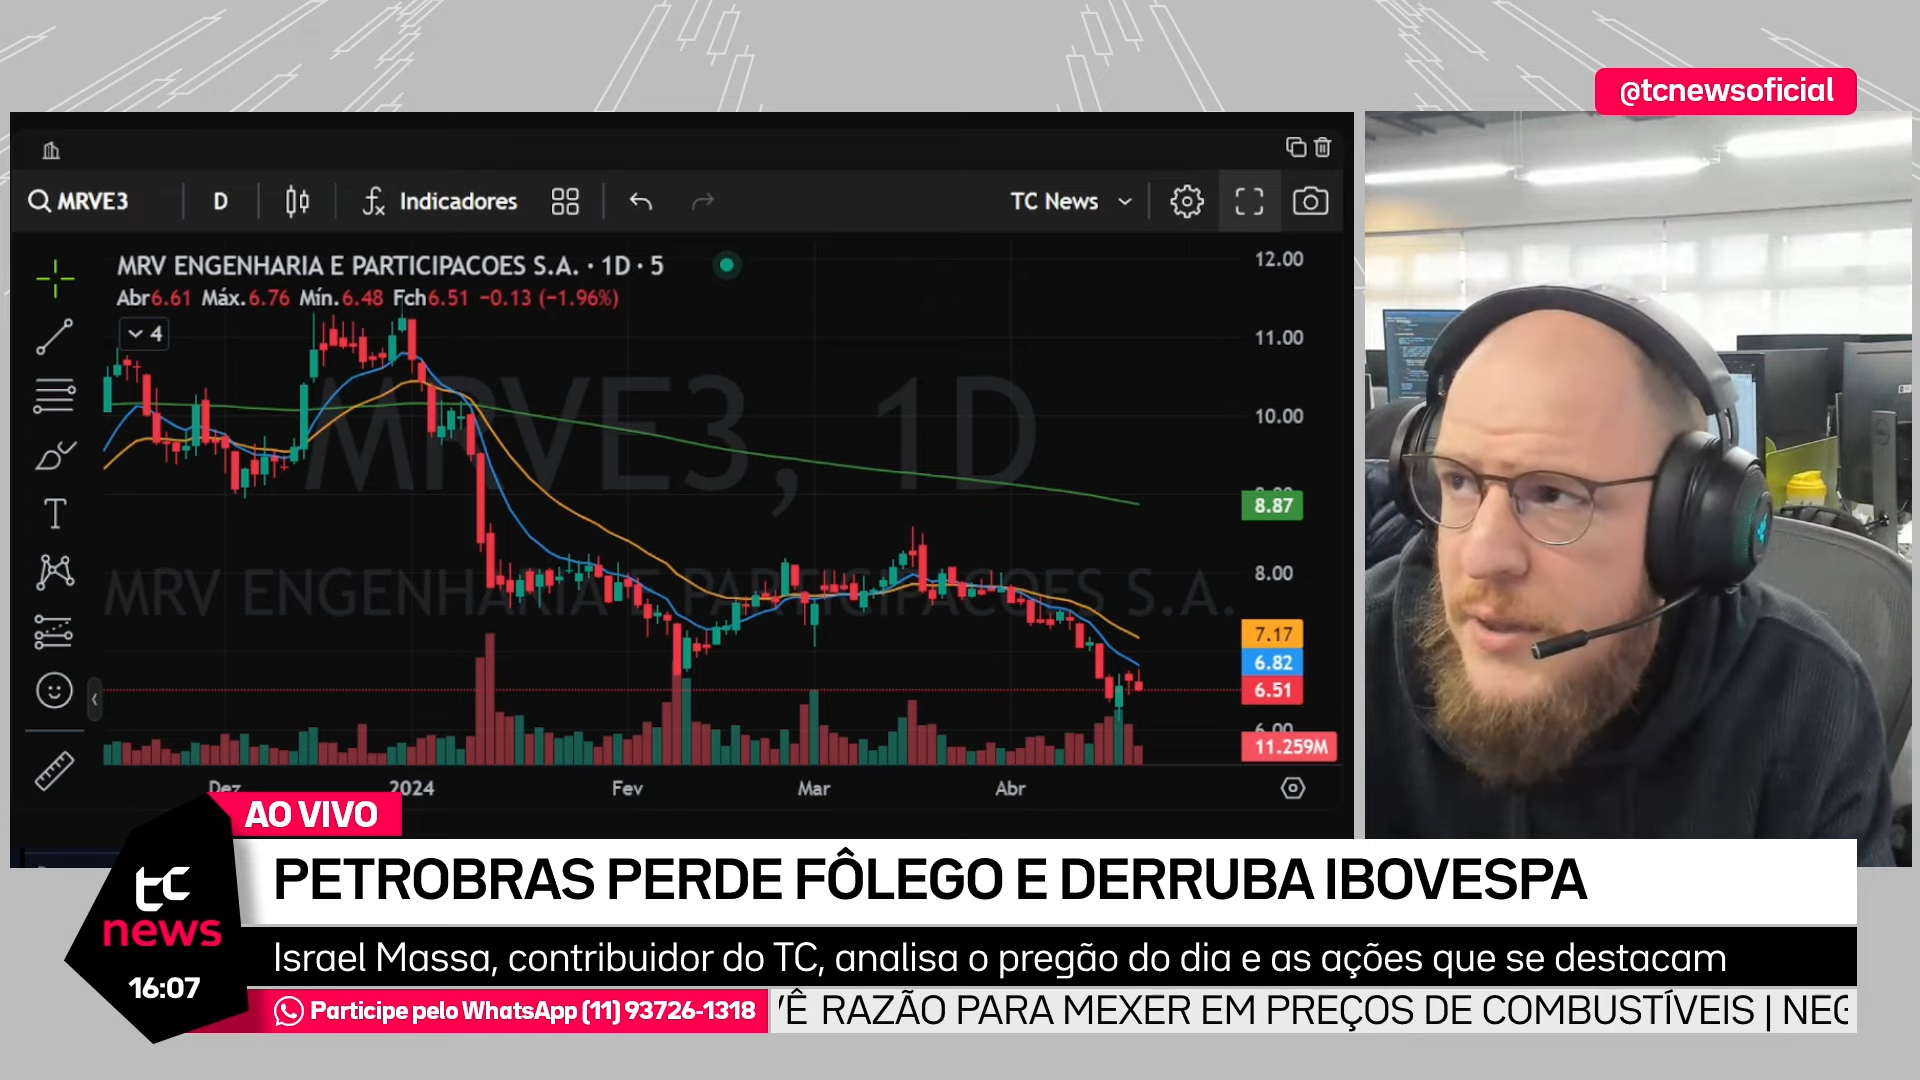 @tcnewsoficial
MRVE3
D
Indicadores
TC News
MRV ENGENHARIA E PARTICIPACOES S.A. · 1D · 5
Abr6.61 Máx.6.76 Mín.6.48 Fch6.51 −0.13 (−1.96%)
4
12.00
11.00
10.00
8.87
8.00
7.17
6.82
6.51
6.00
11.259M
MRVE3, 1D
MRV ENGENHARIA E PARTICIPACOES S.A.
Dez 2024 Fev Mar Abr
AO VIVO
PETROBRAS PERDE FÔLEGO E DERRUBA IBOVESPA
Israel Massa, contribuidor do TC, analisa o pregão do dia e as ações que se destacam
tc
news
16:07
Participe pelo WhatsApp (11) 93726-1318
VÊ RAZÃO PARA MEXER EM PREÇOS DE COMBUSTÍVEIS | NEG